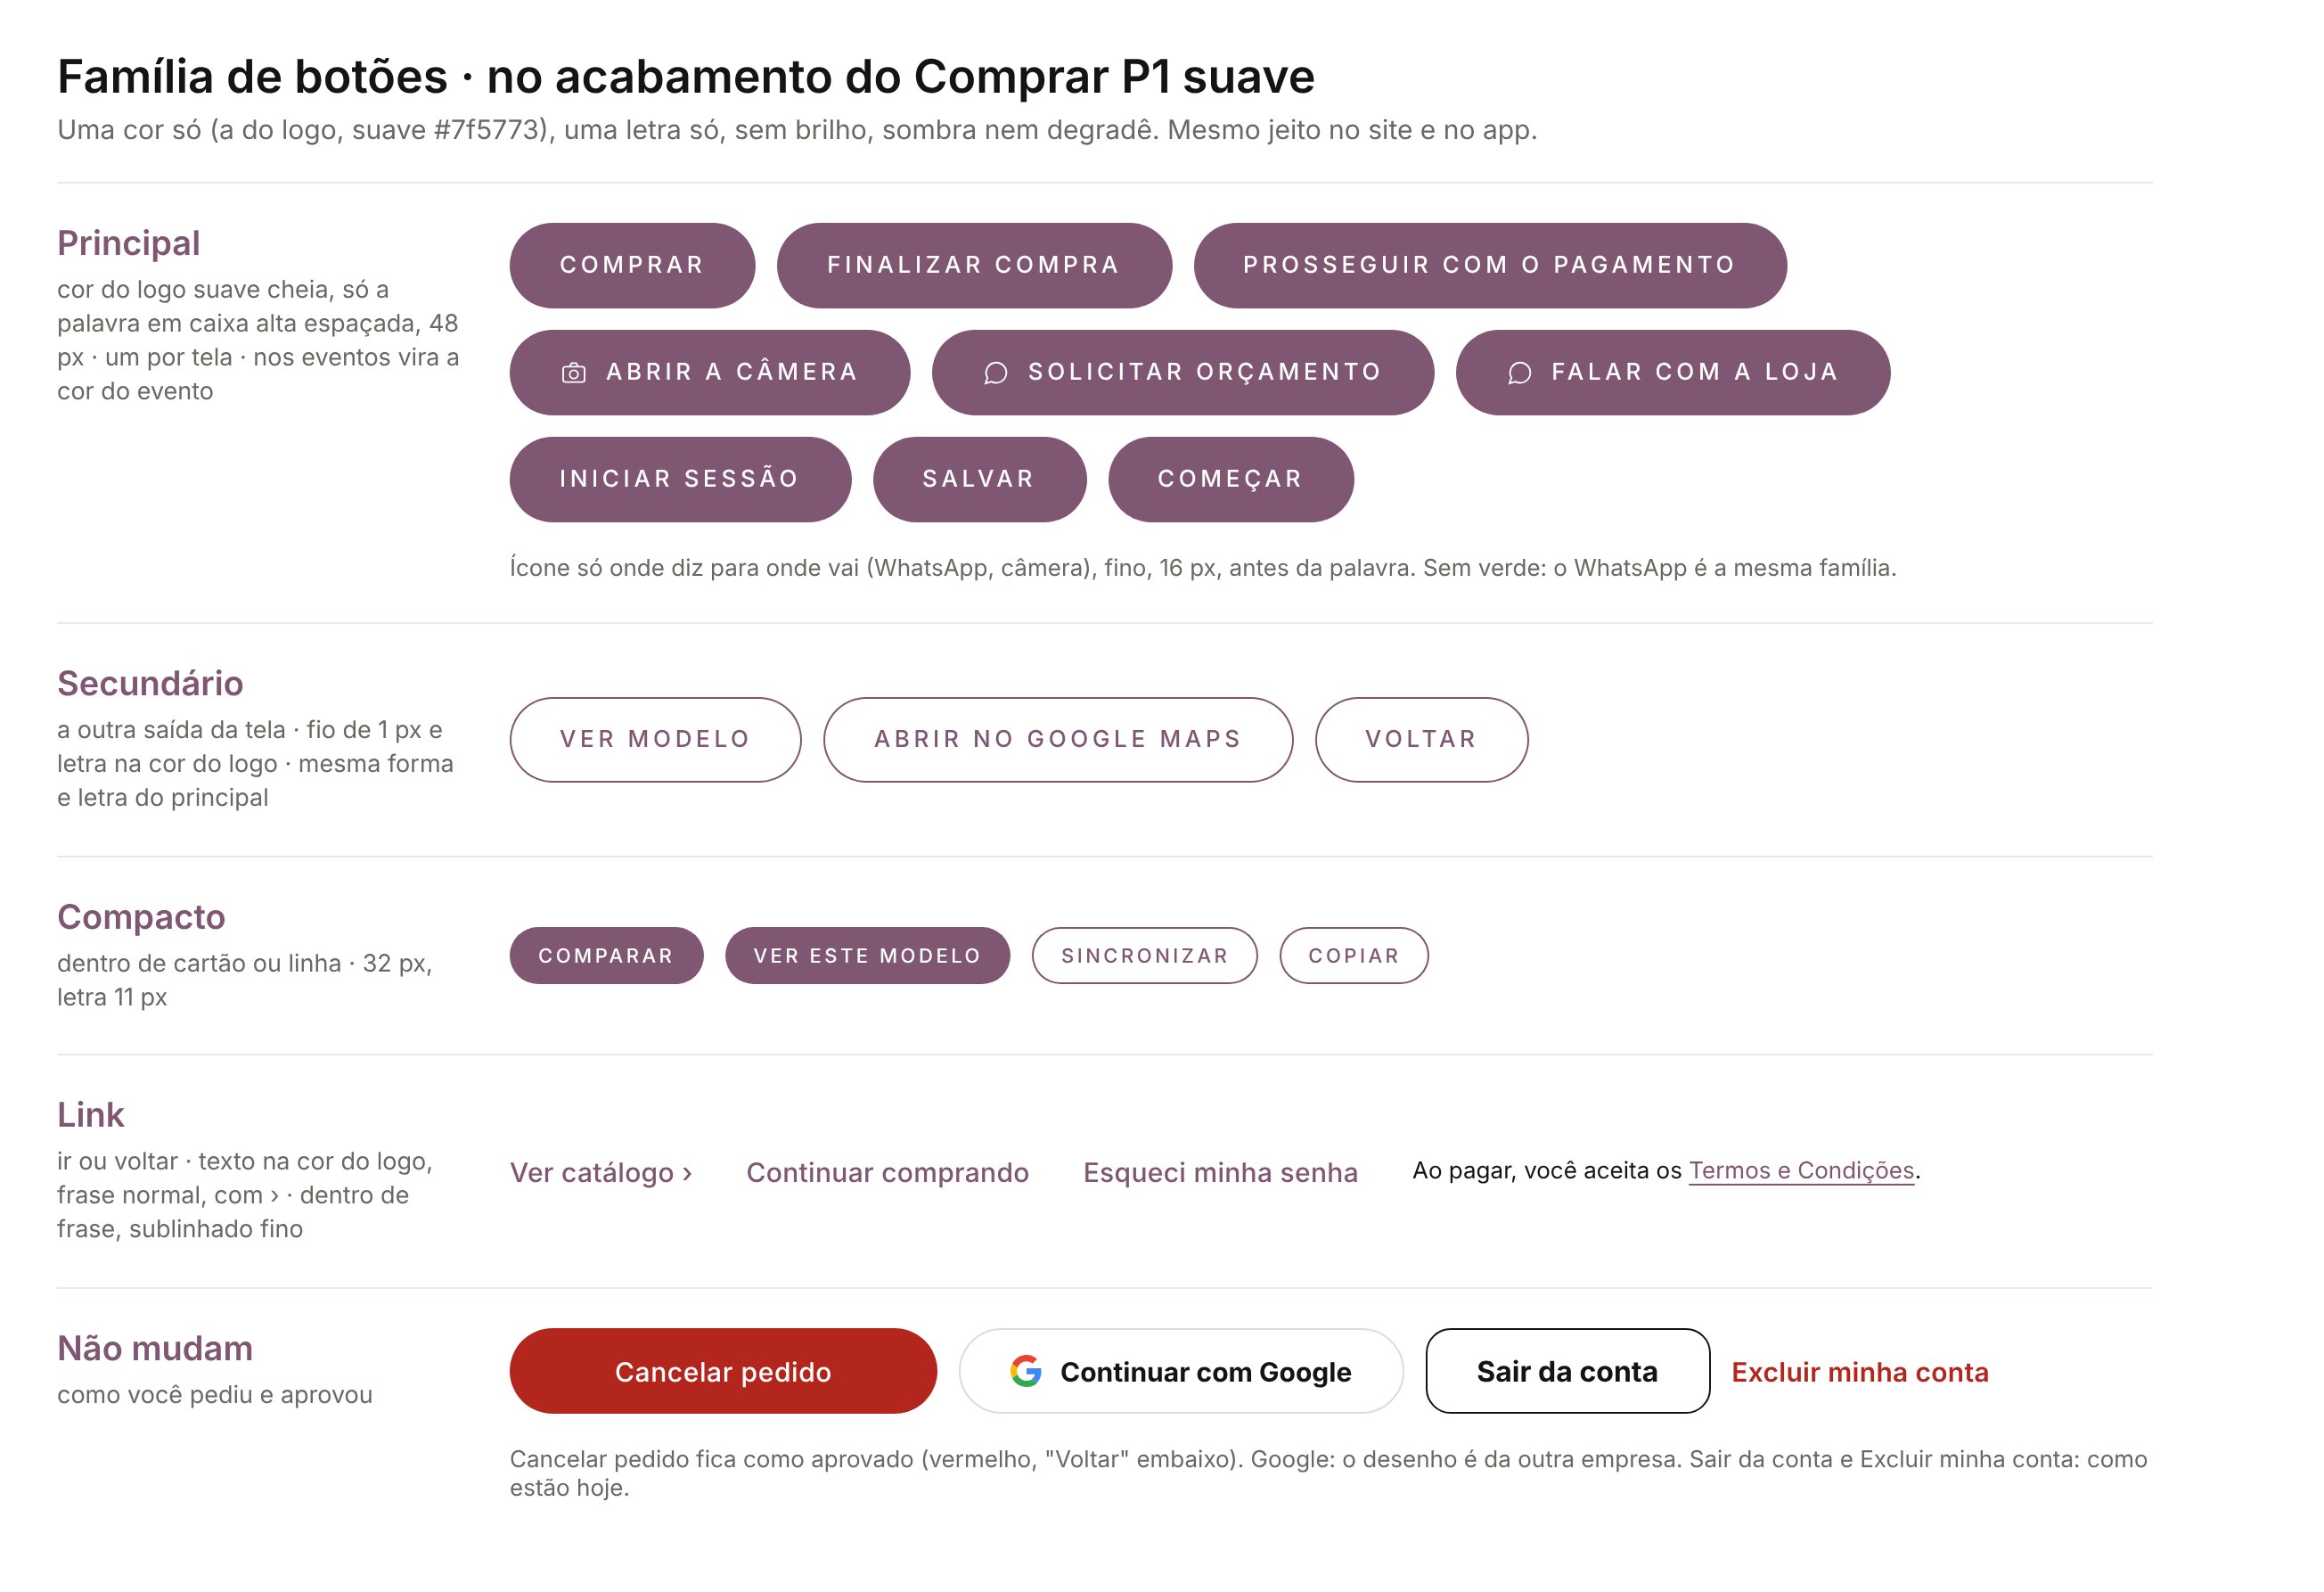 Família de botões · no acabamento do Comprar P1 suave
Uma cor só (a do logo, suave #7f5773), uma letra só, sem brilho, sombra nem degradê. Mesmo jeito no site e no app.
Principal
cor do logo suave cheia, só a
palavra em caixa alta espaçada, 48
px · um por tela · nos eventos vira a
cor do evento
COMPRAR
FINALIZAR COMPRA
PROSSEGUIR COM O PAGAMENTO
ABRIR A CÂMERA
SOLICITAR ORÇAMENTO
FALAR COM A LOJA
INICIAR SESSÃO
SALVAR
COMEÇAR
Ícone só onde diz para onde vai (WhatsApp, câmera), fino, 16 px, antes da palavra. Sem verde: o WhatsApp é a mesma família.
Secundário
a outra saída da tela · fio de 1 px e
letra na cor do logo · mesma forma
e letra do principal
VER MODELO
ABRIR NO GOOGLE MAPS
VOLTAR
Compacto
dentro de cartão ou linha · 32 px,
letra 11 px
COMPARAR
VER ESTE MODELO
SINCRONIZAR
COPIAR
Link
ir ou voltar · texto na cor do logo,
frase normal, com › · dentro de
frase, sublinhado fino
Ver catálogo ›
Continuar comprando
Esqueci minha senha
Ao pagar, você aceita os Termos e Condições.
Não mudam
como você pediu e aprovou
Cancelar pedido
Continuar com Google
Sair da conta
Excluir minha conta
Cancelar pedido fica como aprovado (vermelho, "Voltar" embaixo). Google: o desenho é da outra empresa. Sair da conta e Excluir minha conta: como
estão hoje.